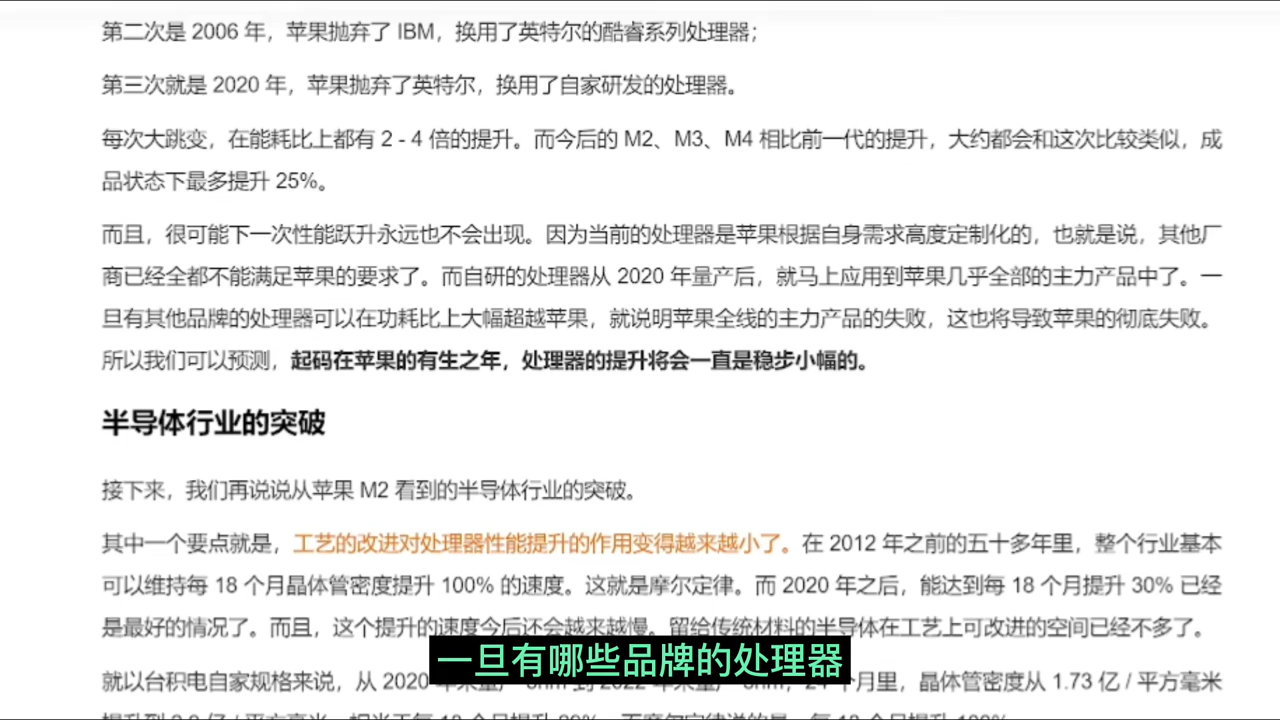 第二次是 2006 年，苹果抛弃了 IBM，换用了英特尔的酷睿系列处理器；
第三次就是 2020 年，苹果抛弃了英特尔，换用了自家研发的处理器。
每次大跳变，在能耗比上都有 2 - 4 倍的提升。而今后的 M2、M3、M4 相比前一代的提升，大约都会和这次比较类似，成
品状态下最多提升 25%。
而且，很可能下一次性能跃升永远也不会出现。因为当前的处理器是苹果根据自身需求高度定制化的，也就是说，其他厂
商已经全都不能满足苹果的要求了。而自研的处理器从 2020 年量产后，就马上应用到苹果几乎全部的主力产品中了。一
旦有其他品牌的处理器可以在功耗比上大幅超越苹果，就说明苹果全线的主力产品的失败，这也将导致苹果的彻底失败。
所以我们可以预测，起码在苹果的有生之年，处理器的提升将会一直是稳步小幅的。
半导体行业的突破
接下来，我们再说说从苹果 M2 看到的半导体行业的突破。
其中一个要点就是，工艺的改进对处理器性能提升的作用变得越来越小了。在 2012 年之前的五十多年里，整个行业基本
可以维持每 18 个月晶体管密度提升 100% 的速度。这就是摩尔定律。而 2020 年之后，能达到每 18 个月提升 30% 已经
是最好的情况了。而且，这个提升的速度今后还会越来越慢。留给传统材料的半导体在工艺上可改进的空间已经不多了。
一旦有哪些品牌的处理器
就以台积电自家规格来说，从 2020 个月里，晶体管密度从 1.73 亿 / 平方毫米